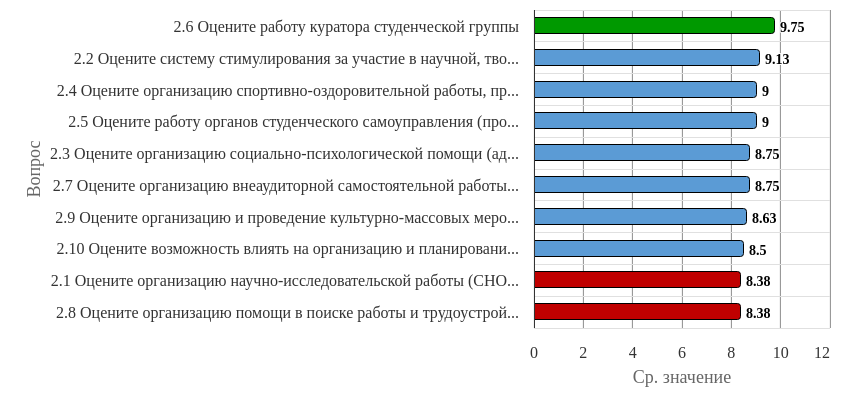 2.6 Оцените работу куратора студенческой группы
9.75
2.2 Оцените систему стимулирования за участие в научной, тво...
9.13
2.4 Оцените организацию спортивно-оздоровительной работы, пр...
9
2.5 Оцените работу органов студенческого самоуправления (про...
9
2.3 Оцените организацию социально-психологической помощи (ад...
8.75
2.7 Оцените организацию внеаудиторной самостоятельной работы...
8.75
2.9 Оцените организацию и проведение культурно-массовых меро...
8.63
2.10 Оцените возможность влиять на организацию и планировани...
8.5
2.1 Оцените организацию научно-исследовательской работы (СНО...
8.38
2.8 Оцените организацию помощи в поиске работы и трудоустрой...
8.38
Вопрос
0 2 4 6 8 10 12
Ср. значение